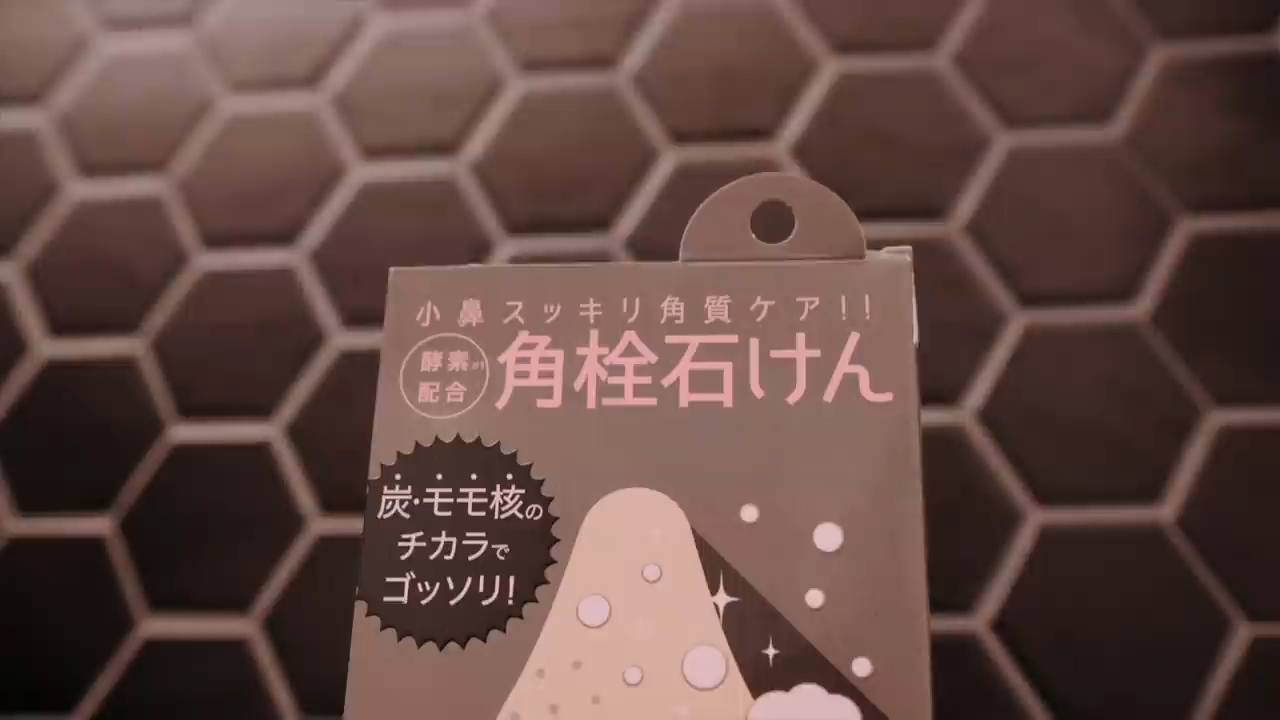 小鼻スッキリ角質ケア!!
酵素※1
配合
角栓石けん
炭・モモ核の
チカラで
ゴッソリ!